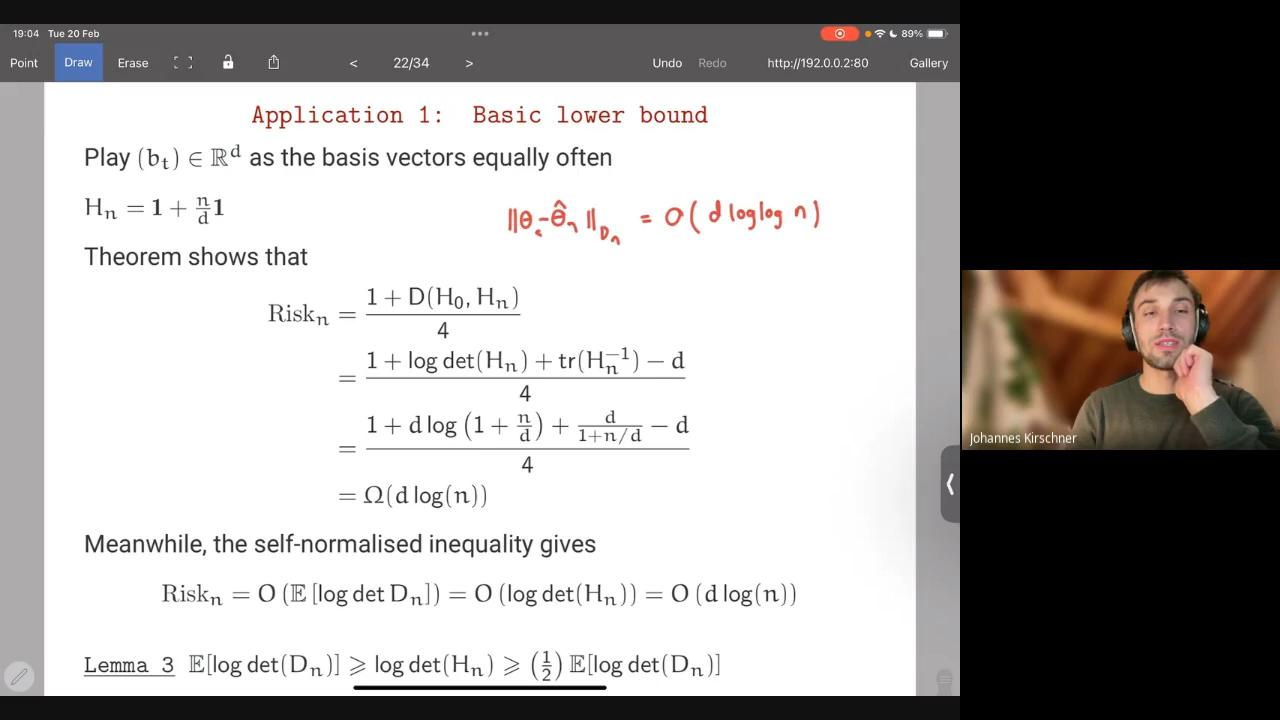 19:04 Tue 20 Feb 89%
Point Draw Erase < 22/34 > Undo Redo http://192.0.0.2:80 Gallery
Application 1: Basic lower bound
Play (b_t) ∈ ℝ^d as the basis vectors equally often
H_n = 1 + n/d 1
‖θ_* - θ̂_n‖_{D_n} = O( d loglog n )
Theorem shows that
Risk_n = (1 + D(H_0, H_n)) / 4
= (1 + log det(H_n) + tr(H_n^{-1}) − d) / 4
= (1 + d log (1 + n/d) + d/(1+n/d) − d) / 4
= Ω(d log(n))
Meanwhile, the self-normalised inequality gives
Risk_n = O (𝔼 [log det D_n]) = O (log det(H_n)) = O (d log(n))
Lemma 3 𝔼[log det(D_n)] ⩾ log det(H_n) ⩾ (1/2) 𝔼[log det(D_n)]
Johannes Kirschner